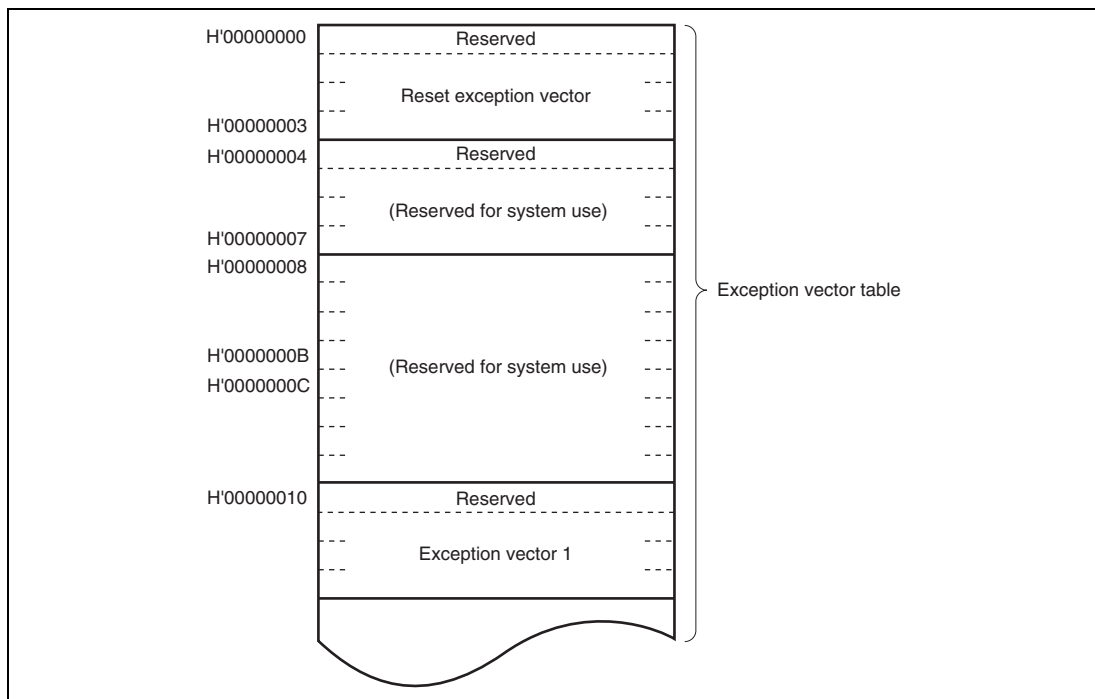 H'00000000
Reserved
Reset exception vector
H'00000003
H'00000004
Reserved
(Reserved for system use)
H'00000007
H'00000008
Exception vector table
H'0000000B
(Reserved for system use)
H'0000000C
H'00000010
Reserved
Exception vector 1